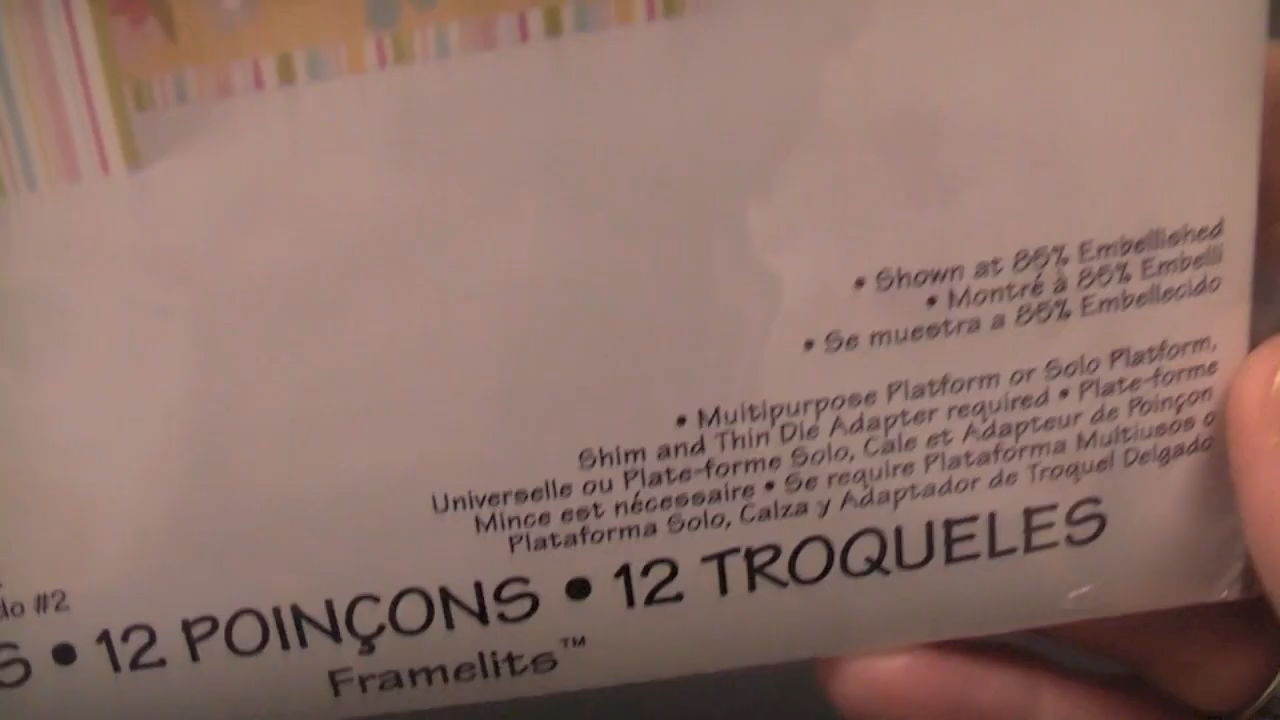 • Shown at 85% Embellished
• Montré à 85% Embelli
• Se muestra a 85% Embellecido
• Multipurpose Platform or Solo Platform,
Shim and Thin Die Adapter required • Plate-forme
Universelle ou Plate-forme Solo, Cale et Adapteur de Poinçon
Mince est nécessaire • Se require Plataforma Multiusos o
Plataforma Solo, Calza y Adaptador de Troquel Delgado
#2
S • 12 POINÇONS • 12 TROQUELES
Framelits™